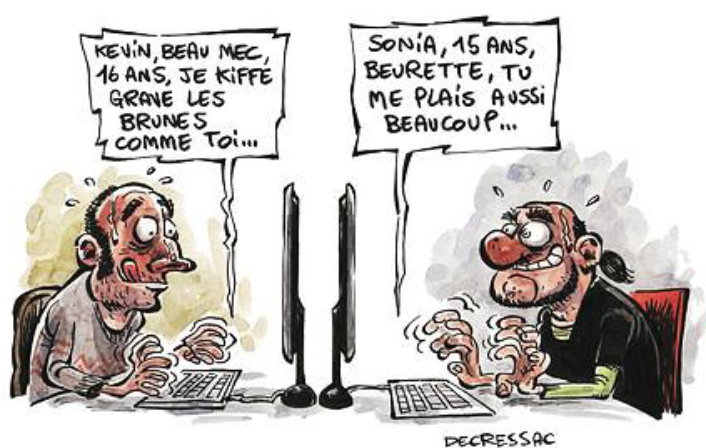 KEVIN, BEAU MEC,
16 ANS, JE KIFFE
GRAVE LES
BRUNES
COMME TOI...
SONIA, 15 ANS,
BEURETTE, TU
ME PLAIS AUSSI
BEAUCOUP...
DECRESSAC